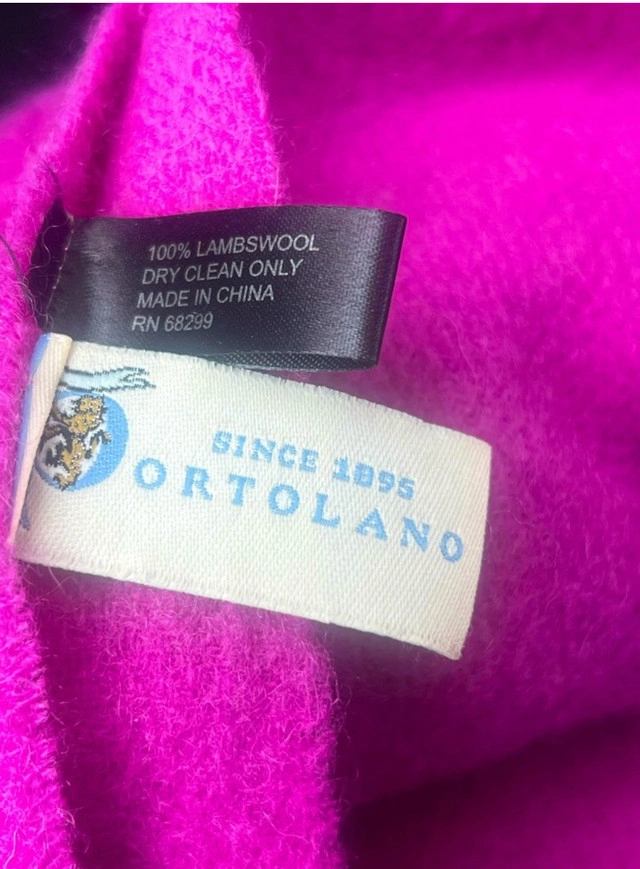 100% LAMBSWOOL
DRY CLEAN ONLY
MADE IN CHINA
RN 68299
SINCE 1895
ORTOLANO